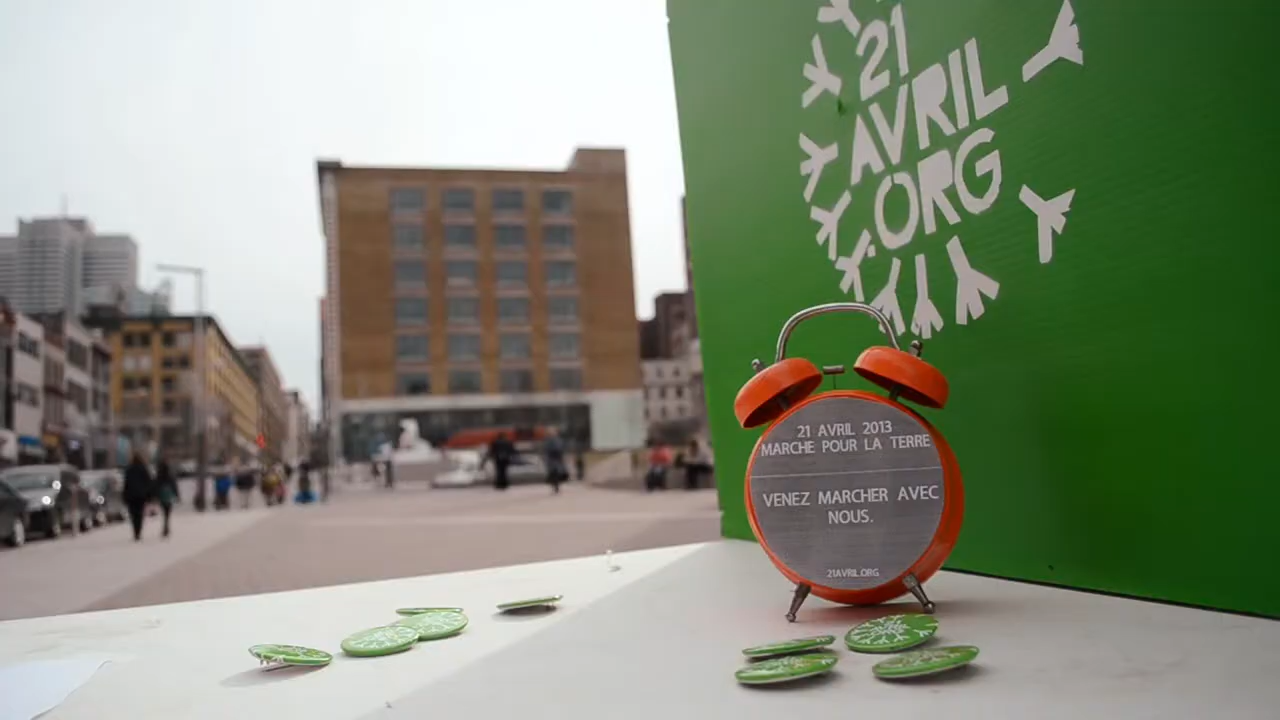 21
AVRIL
.ORG
21 AVRIL 2013
MARCHE POUR LA TERRE
VENEZ MARCHER AVEC
NOUS.
21AVRIL.ORG